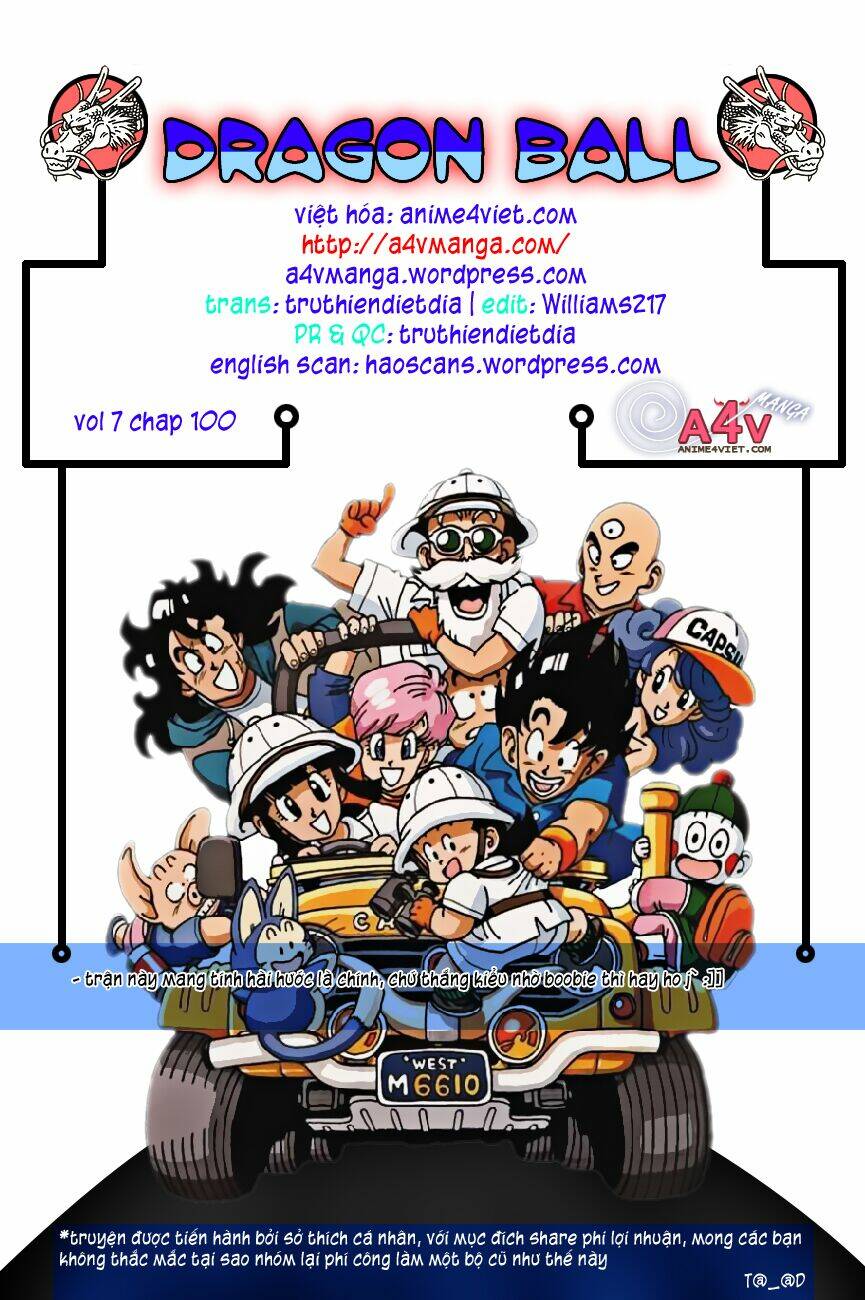 DRAGON BALL
việt hóa: anime4viet.com
http://a4vmanga.com/
a4vmanga.wordpress.com
trans: truthiendietdia | edit: Williams217
PR & QC: truthiendietdia
english scan: haoscans.wordpress.com
vol 7 chap 100
A4V MANGA
ANIME4VIET.COM
CAPSU
CA
- trận này mang tính hài hước là chính, chứ thắng kiểu nhờ boobie thì hay ho j` :]]
"WEST"
M6610
*truyện được tiến hành bởi sở thích cá nhân, với mục đích share phi lợi nhuận, mong các bạn
không thắc mắc tại sao nhóm lại phí công làm một bộ cũ như thế này
T@_@D